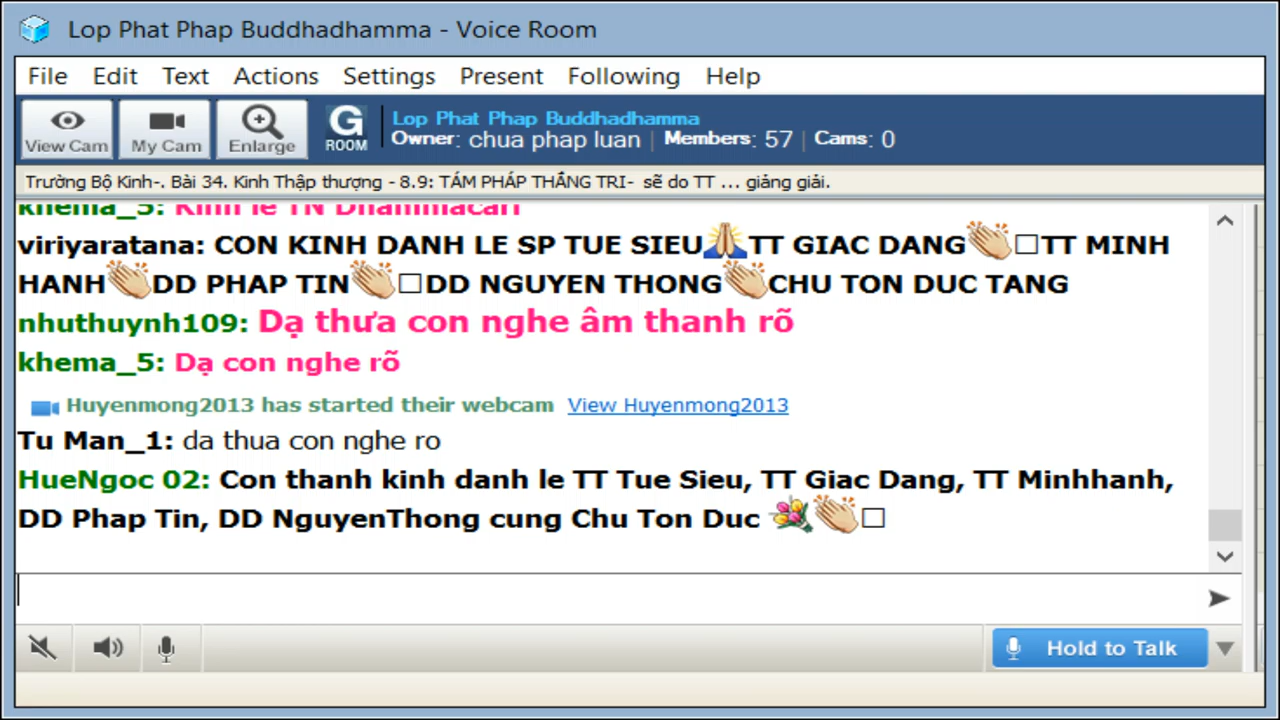 Lop Phat Phap Buddhadhamma - Voice Room
File Edit Text Actions Settings Present Following Help
View Cam My Cam Enlarge G ROOM
Lop Phat Phap Buddhadhamma
Owner: chua phap luan | Members: 57 | Cams: 0
Trường Bộ Kinh-. Bài 34. Kinh Thập thượng - 8.9: TÁM PHÁP THẮNG TRI- sẽ do TT ... giảng giải.
khema_5: Kinh le TN Dhammacari
viriyaratana: CON KINH DANH LE SP TUE SIEU🙏TT GIAC DANG👏□TT MINH
HANH👏DD PHAP TIN👏□DD NGUYEN THONG👏CHU TON DUC TANG
nhuthuynh109: Dạ thưa con nghe âm thanh rõ
khema_5: Dạ con nghe rõ
Huyenmong2013 has started their webcam View Huyenmong2013
Tu Man_1: da thua con nghe ro
HueNgoc 02: Con thanh kinh danh le TT Tue Sieu, TT Giac Dang, TT Minhhanh,
DD Phap Tin, DD NguyenThong cung Chu Ton Duc 💐👏□
Hold to Talk